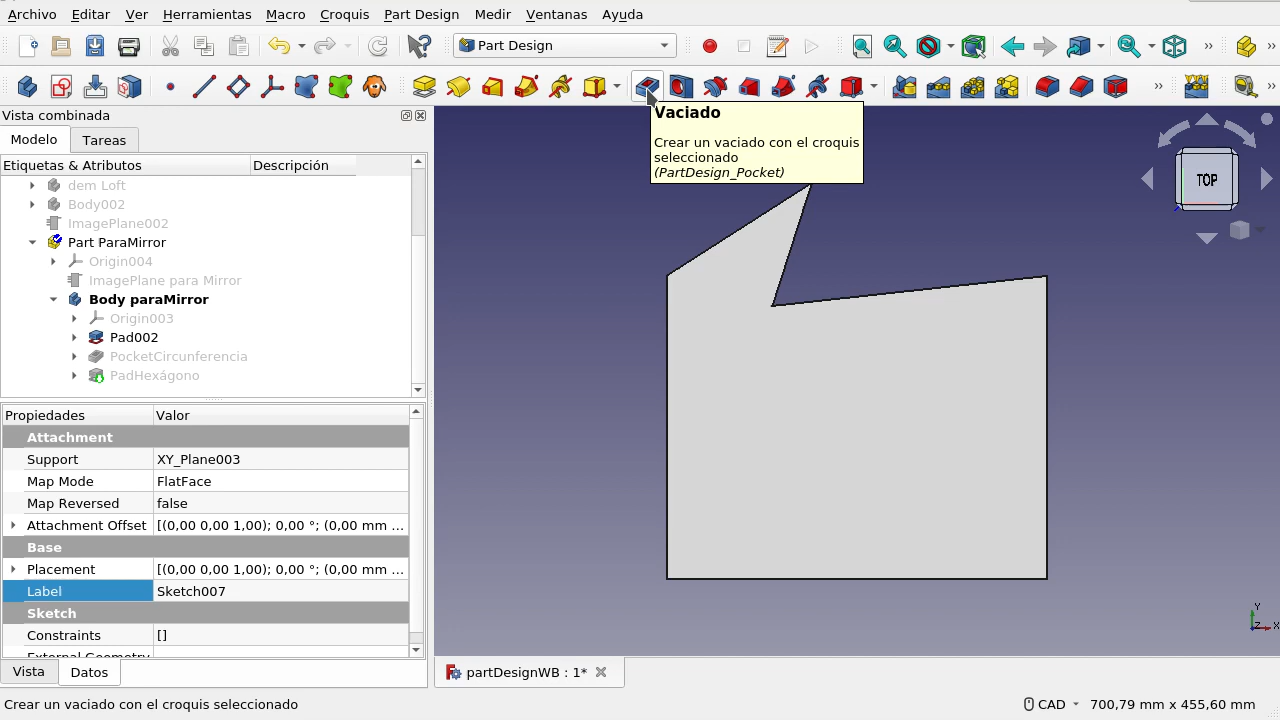 Archivo Editar Ver Herramientas Macro Croquis Part Design Medir Ventanas Ayuda
Part Design
Vista combinada
Modelo Tareas
Etiquetas & Atributos Descripción
dem Loft
Body002
ImagePlane002
Part ParaMirror
Origin004
ImagePlane para Mirror
Body paraMirror
Origin003
Pad002
PocketCircunferencia
PadHexágono
Propiedades Valor
Attachment
Support XY_Plane003
Map Mode FlatFace
Map Reversed false
Attachment Offset [(0,00 0,00 1,00); 0,00 °; (0,00 mm ...
Base
Placement [(0,00 0,00 1,00); 0,00 °; (0,00 mm ...
Label Sketch007
Sketch
Constraints []
External Geometry
Vista Datos
Vaciado
Crear un vaciado con el croquis
seleccionado
(PartDesign_Pocket)
TOP
Y
Z X
partDesignWB : 1*
Crear un vaciado con el croquis seleccionado
CAD 700,79 mm x 455,60 mm